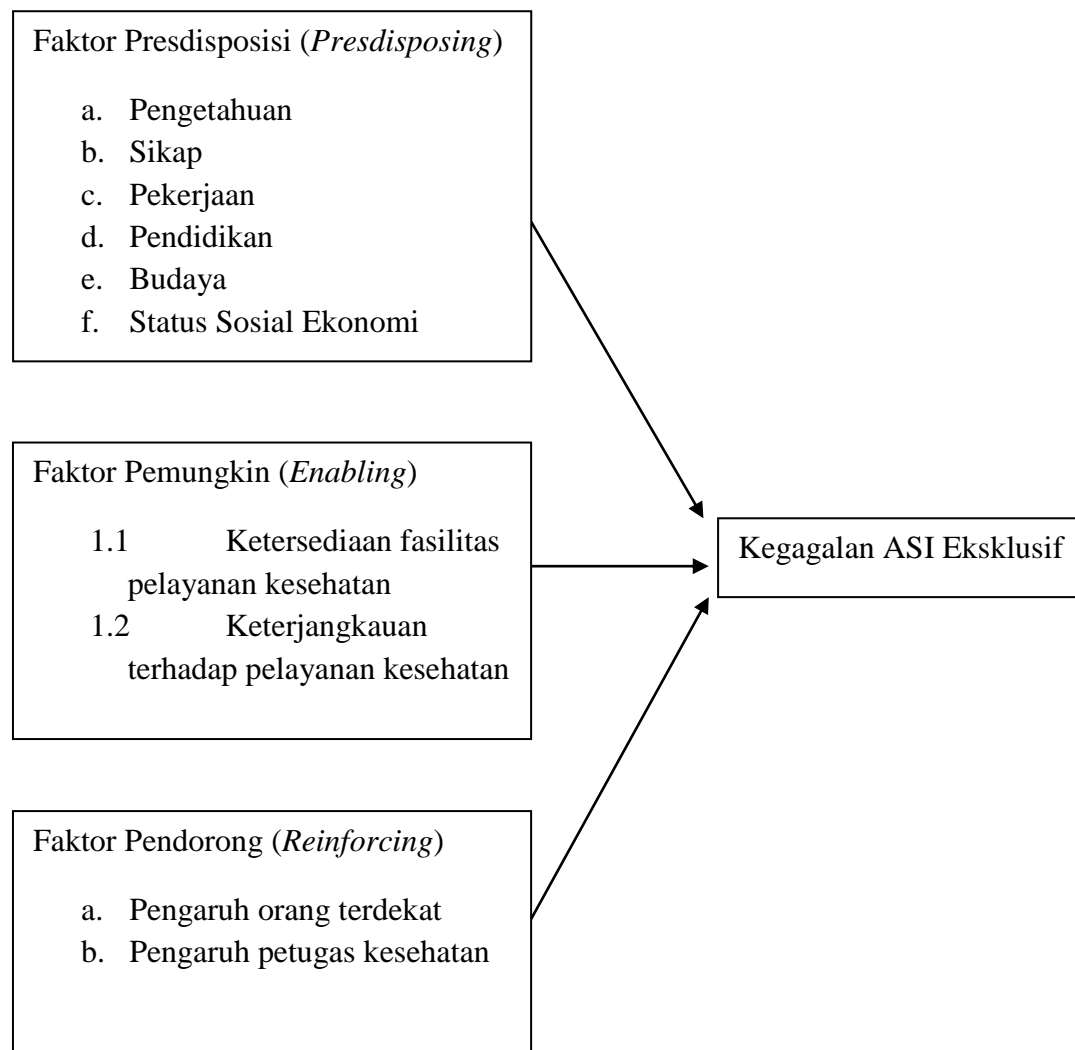 Faktor Presdisposisi (Presdisposing)
a. Pengetahuan
b. Sikap
c. Pekerjaan
d. Pendidikan
e. Budaya
f. Status Sosial Ekonomi
Faktor Pemungkin (Enabling)
1.1 Ketersediaan fasilitas
pelayanan kesehatan
1.2 Keterjangkauan
terhadap pelayanan kesehatan
Kegagalan ASI Eksklusif
Faktor Pendorong (Reinforcing)
a. Pengaruh orang terdekat
b. Pengaruh petugas kesehatan